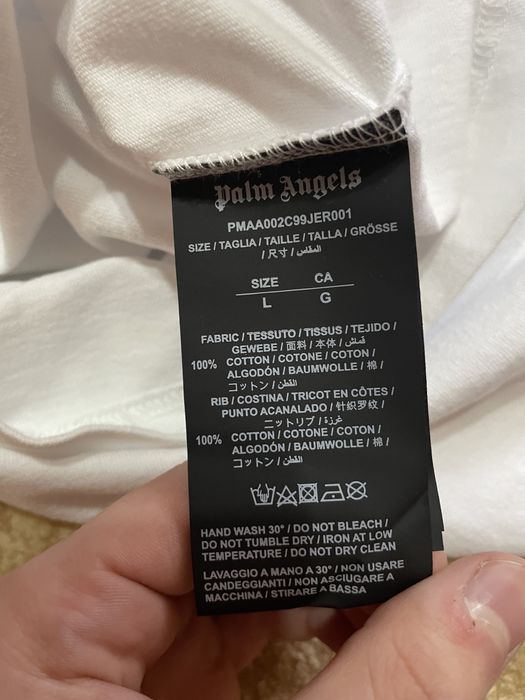 Palm Angels
PMAA002C99JER001
SIZE / TAGLIA / TAILLE / TALLA / GRÖSSE
/ 尺寸 / المقاس /
SIZE CA
L G
FABRIC / TESSUTO / TISSUS / TEJIDO /
GEWEBE / 面料 / 本体 / قماش /
100% COTTON / COTONE / COTON /
ALGODÓN / BAUMWOLLE / 棉 /
コットン / القطن /
RIB / COSTINA / TRICOT EN CÔTES /
PUNTO ACANALADO / 针织罗纹 /
ニットリブ / غرزة /
100% COTTON / COTONE / COTON /
ALGODÓN / BAUMWOLLE / 棉 /
コットン / القطن /
HAND WASH 30° / DO NOT BLEACH /
DO NOT TUMBLE DRY / IRON AT LOW
TEMPERATURE / DO NOT DRY CLEAN
LAVAGGIO A MANO A 30° / NON USARE
CANDEGGIANTI / NON ASCIUGARE A
MACCHINA / STIRARE A BASSA